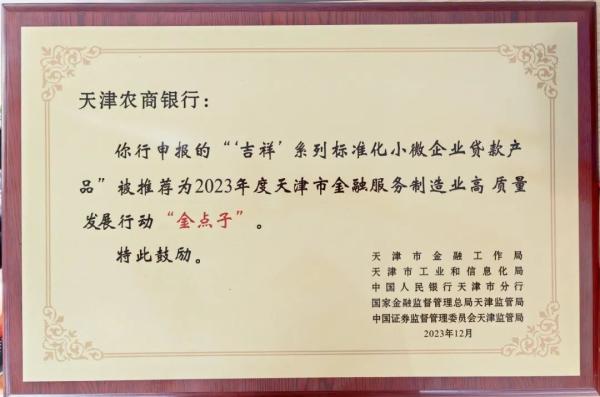 天津农商银行：
你行申报的“‘吉祥’系列标准化小微企业贷款产
品”被推荐为2023年度天津市金融服务制造业高质量
发展行动“金点子”。
特此鼓励。
天津市金融工作局
天津市工业和信息化局
中国人民银行天津市分行
国家金融监督管理总局天津监管局
中国证券监督管理委员会天津监管局
2023年12月